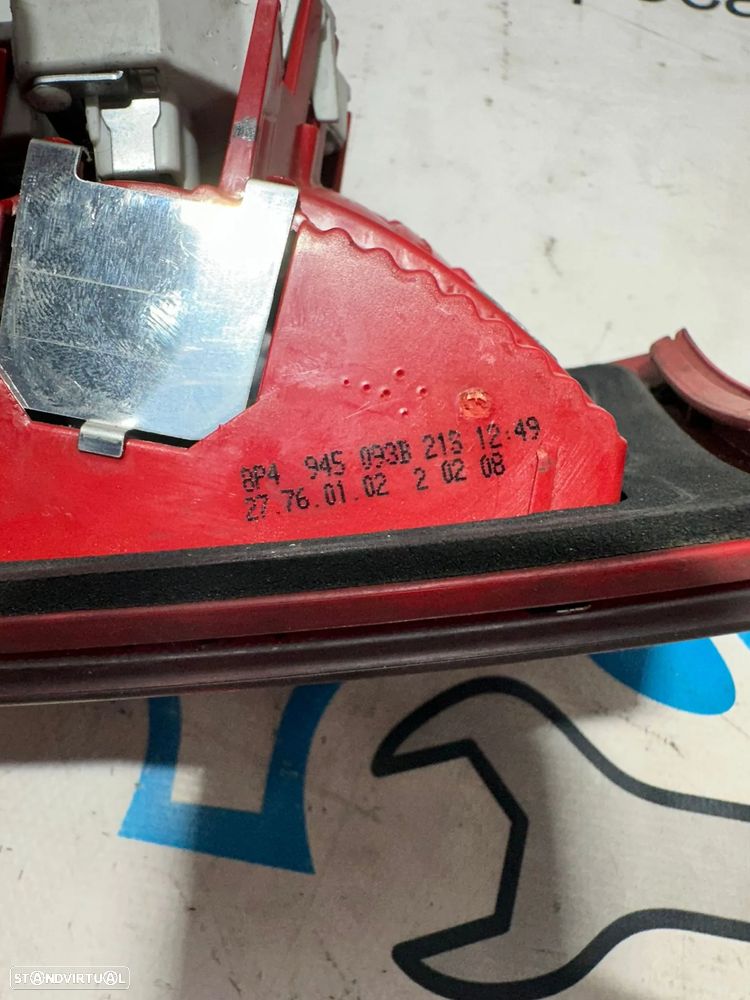 8P4 945 093B 213 12:49
27.76.01.02 2 02 08
STANDVIRTUAL